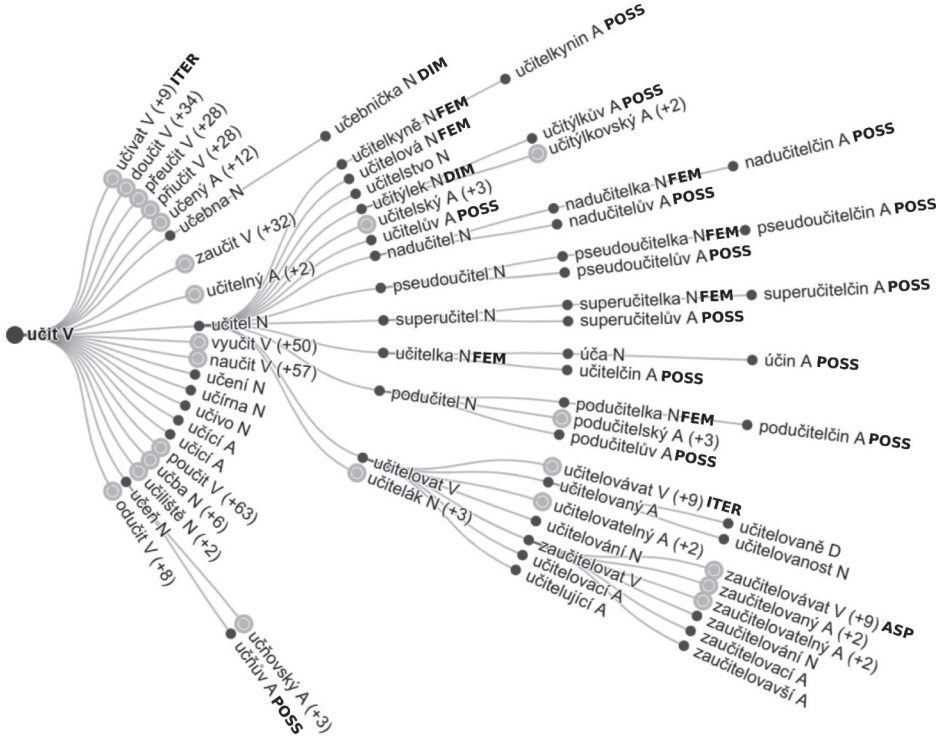 učit V
učívat V (+9) ITER
doučit V (+34)
přeučit V (+28)
přiučit V (+28)
učený A (+12)
učebna N
učebnička N DIM
zaučit V (+32)
učitelný A (+2)
učitel N
učitelkyně N FEM
učitelkynin A POSS
učitelová N FEM
učitelstvo N
učitýlek N DIM
učitýlkův A POSS
učitýlkovský A (+2)
učitelský A (+3)
učitelův A POSS
nadučitel N
nadučitelka N FEM
nadučitelčin A POSS
nadučitelův A POSS
pseudoučitel N
pseudoučitelka N FEM
pseudoučitelčin A POSS
pseudoučitelův A POSS
superučitel N
superučitelka N FEM
superučitelčin A POSS
superučitelův A POSS
učitelka N FEM
úča N
účin A POSS
učitelčin A POSS
podučitel N
podučitelka N FEM
podučitelčin A POSS
podučitelský A (+3)
podučitelův A POSS
učitelovat V
učitelovávat V (+9) ITER
učitelovaný A
učitelovaně D
učitelovanost N
učitelovatelný A (+2)
učitelování N
zaučitelovat V
zaučitelovávat V (+9) ASP
zaučitelovaný A (+2)
zaučitelovatelný A (+2)
zaučitelování N
zaučitelovací A
zaučitelovavší A
učitelovací A
učitelující A
učitelák N (+3)
vyučit V (+50)
naučit V (+57)
učení N
učírna N
učivo N
učící A
učicí A
poučit V (+63)
učba N (+6)
učiliště N (+2)
učeň N
učňovský A (+3)
učňův A POSS
odučit V (+8)